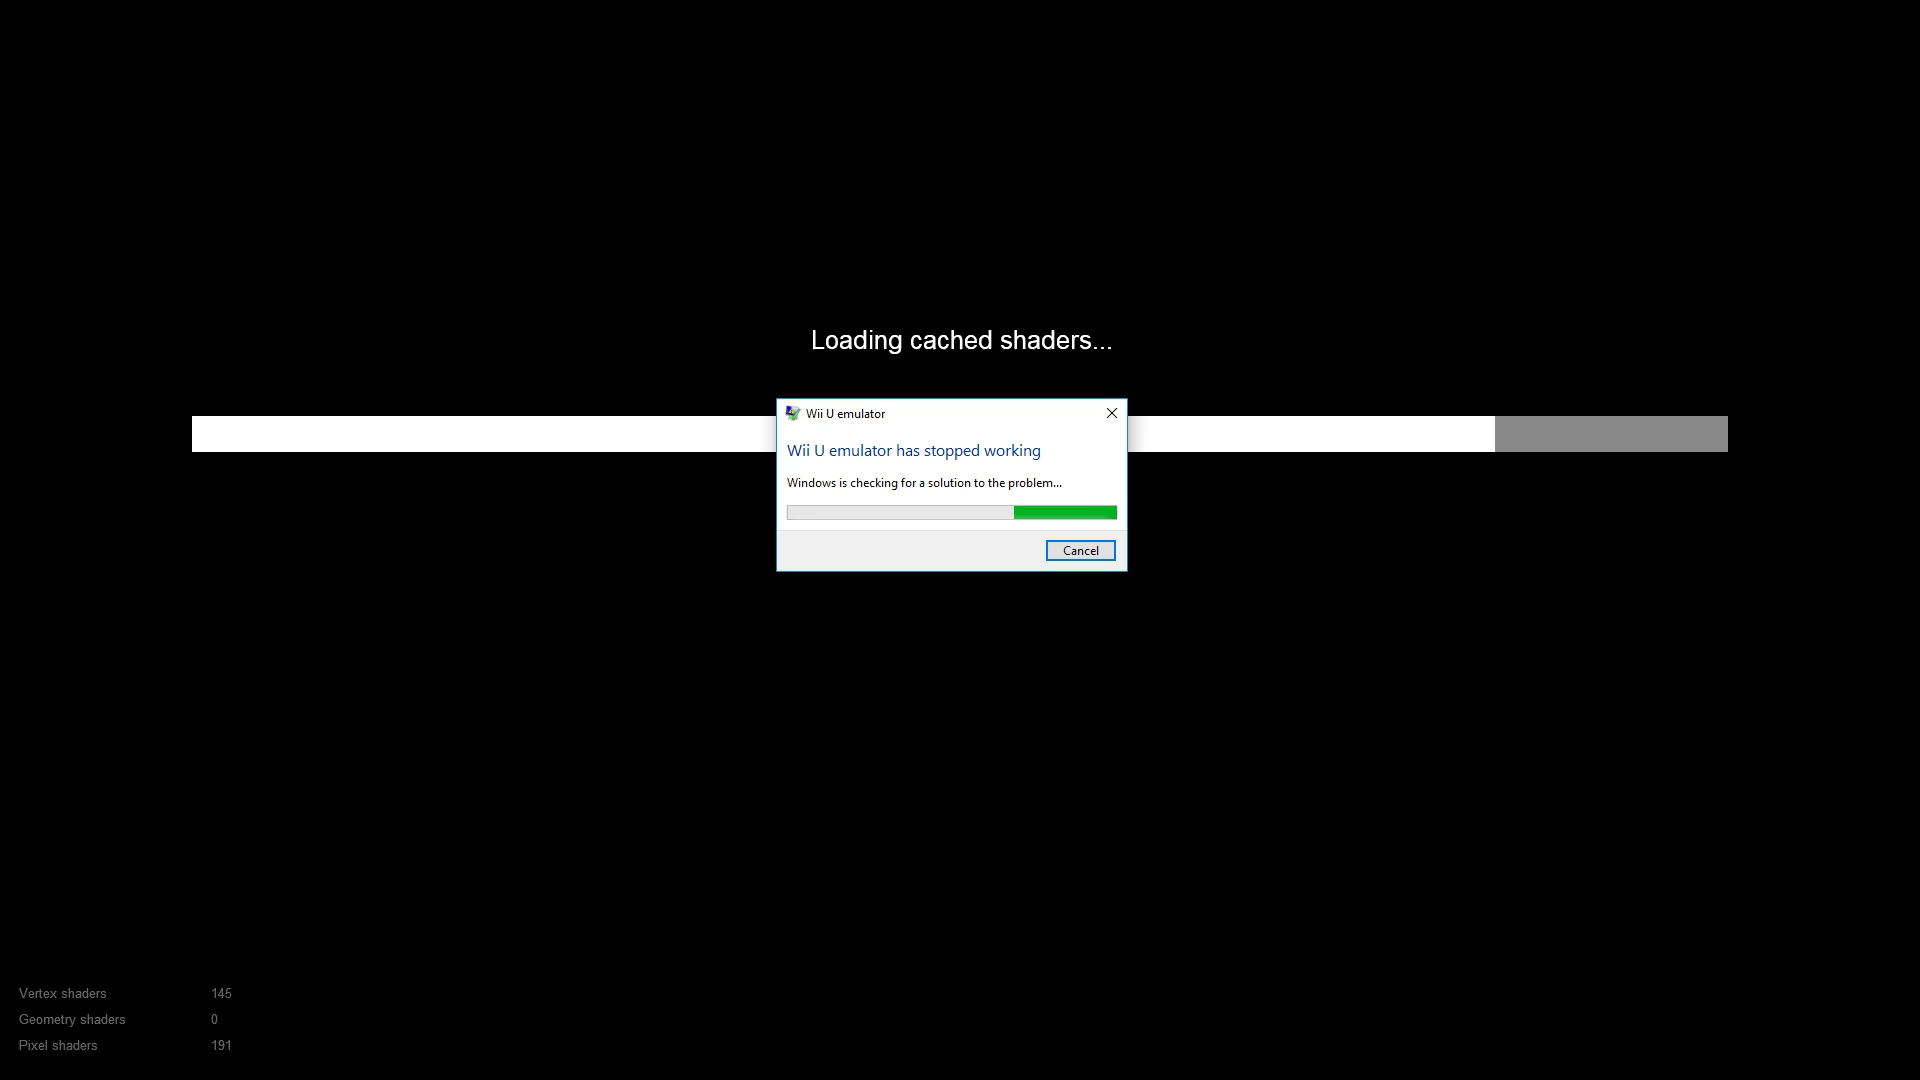 Loading cached shaders...
Wii U emulator
Wii U emulator has stopped working
Windows is checking for a solution to the problem...
Cancel
Vertex shaders 145
Geometry shaders 0
Pixel shaders 191